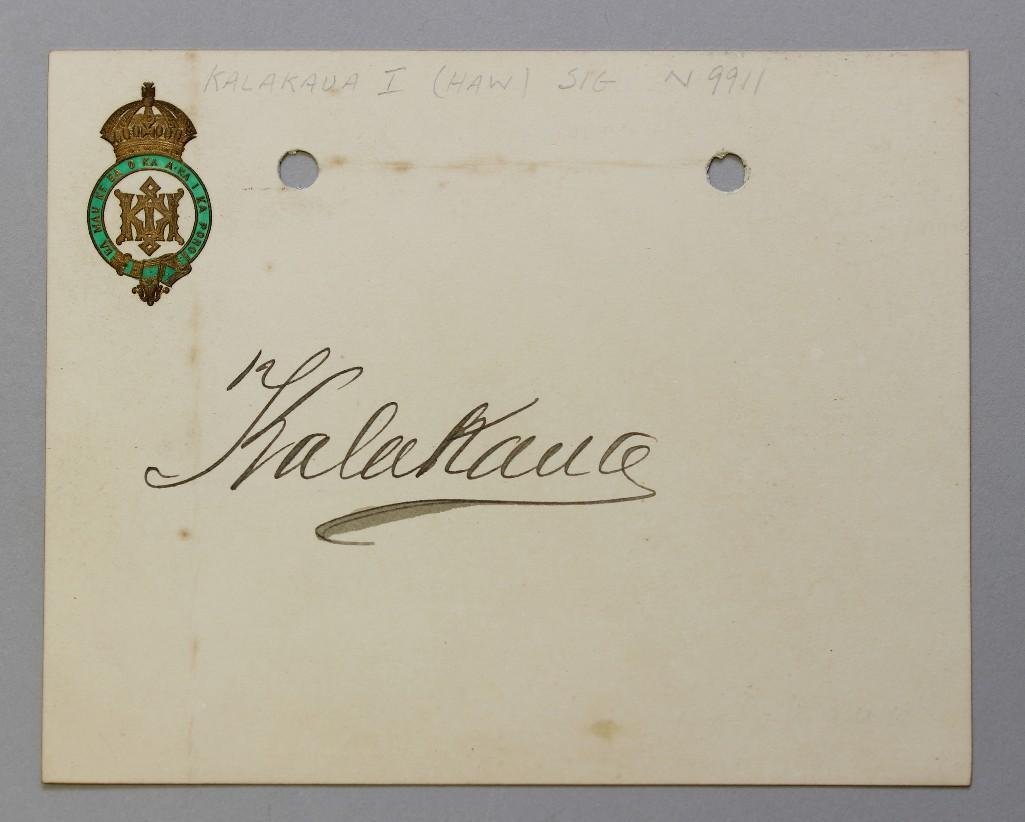 KALAKAUA I (HAW) SIG N 9911
UA MAU KE EA O KA AINA I KA PONO
Kalakaua